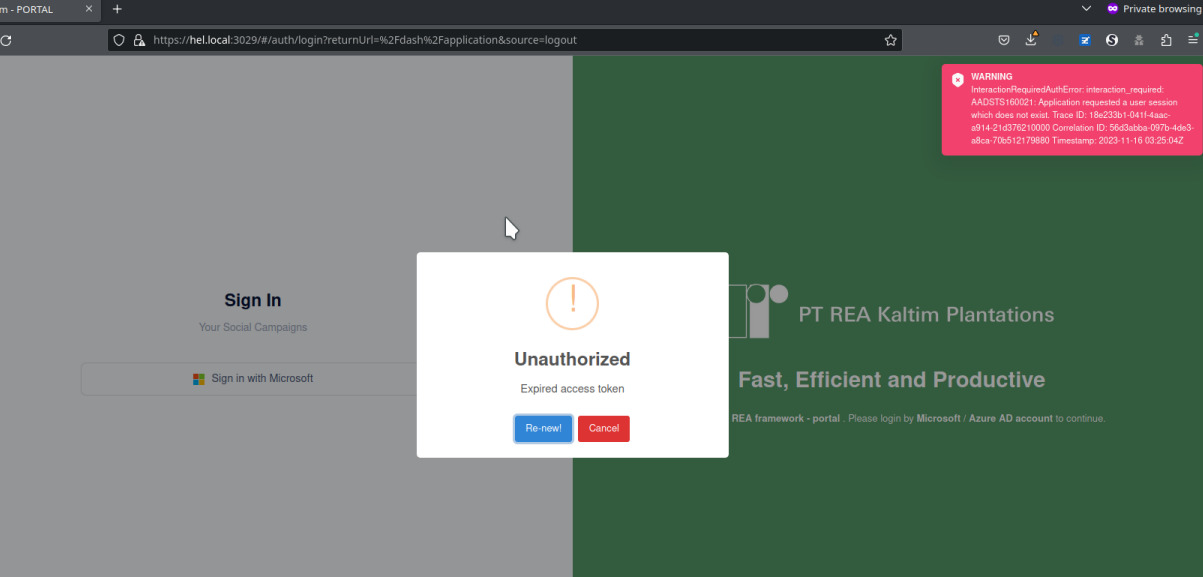 m - PORTAL
Private browsing
https://hel.local:3029/#/auth/login?returnUrl=%2Fdash%2Fapplication&source=logout
WARNING
InteractionRequiredAuthError: interaction_required:
AADSTS160021: Application requested a user session
which does not exist. Trace ID: 18e233b1-041f-4aac-
a914-21d376210000 Correlation ID: 56d3abba-097b-4de3-
a8ca-70b512179880 Timestamp: 2023-11-16 03:25:04Z
Sign In
Your Social Campaigns
Sign in with Microsoft
Unauthorized
Expired access token
Re-new!
Cancel
PT REA Kaltim Plantations
Fast, Efficient and Productive
REA framework - portal . Please login by Microsoft / Azure AD account to continue.